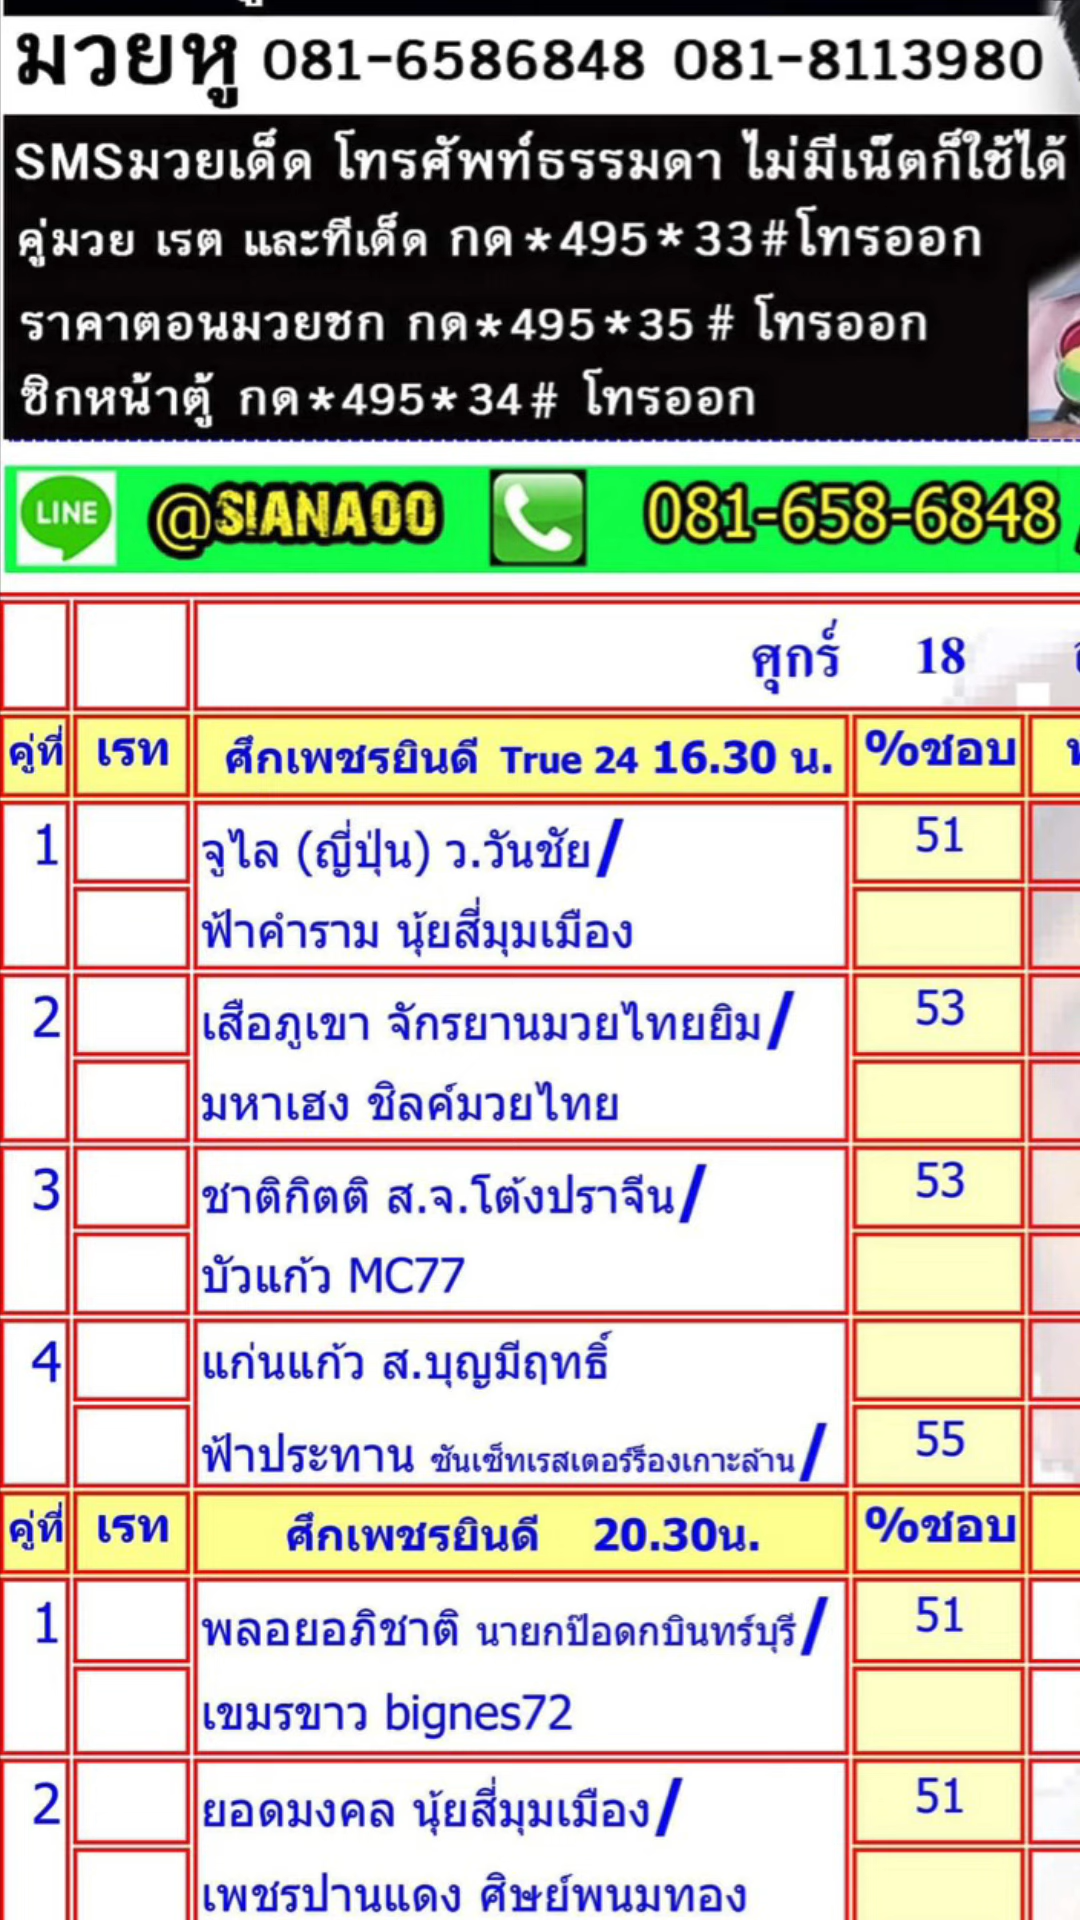 มวยหู 081-6586848 081-8113980
SMSมวยเด็ด โทรศัพท์ธรรมดา ไม่มีเน๊ตก็ใช้ได้
คู่มวย เรต และทีเด็ด กด*495*33#โทรออก
ราคาตอนมวยชก กด*495*35 # โทรออก
ซิกหน้าตู้ กด*495*34# โทรออก
LINE @SIANAOO 081-658-6848
ศุกร์ 18
คู่ที่ เรท ศึกเพชรยินดี True 24 16.30 น. %ชอบ
1 จูไล (ญี่ปุ่น) ว.วันชัย/ 51
ฟ้าคำราม นุ้ยสี่มุมเมือง
2 เสือภูเขา จักรยานมวยไทยยิม/ 53
มหาเฮง ชิลค์มวยไทย
3 ชาติกิตติ ส.จ.โต้งปราจีน/ 53
บัวแก้ว MC77
4 แก่นแก้ว ส.บุญมีฤทธิ์
ฟ้าประทาน ซันเซ็ทเรสเตอร์ร็องเกาะล้าน/ 55
คู่ที่ เรท ศึกเพชรยินดี 20.30น. %ชอบ
1 พลอยอภิชาติ นายกป๊อดกบินทร์บุรี/ 51
เขมรขาว bignes72
2 ยอดมงคล นุ้ยสี่มุมเมือง/ 51
เพชรปานแดง ศิษย์พนมทอง